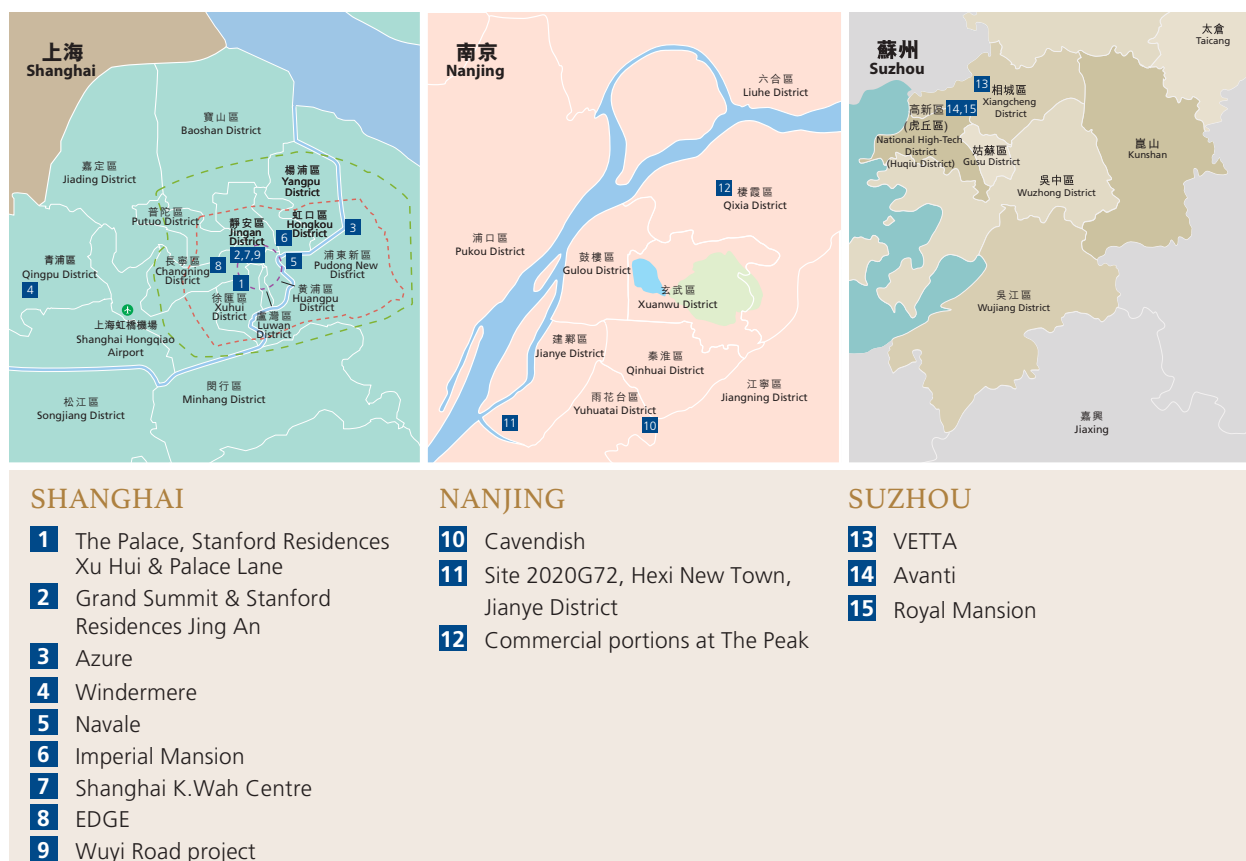 上海
Shanghai
寶山區
Baoshan District
嘉定區
Jiading District
楊浦區
Yangpu
District
普陀區
Putuo District
靜安區
Jingan
District
虹口區
Hongkou
District
3
6
2,7,9
5
8
1
長寧區
Changning
District
浦東新區
Pudong New
District
青浦區
Qingpu District
4
徐匯區
Xuhui
District
黄浦區
Huangpu
District
盧灣區
Luwan
District
上海虹橋機場
Shanghai Hongqiao
Airport
閔行區
Minhang District
松江區
Songjiang District
南京
Nanjing
六合區
Liuhe District
12
棲霞區
Qixia District
浦口區
Pukou District
鼓樓區
Gulou District
玄武區
Xuanwu District
建鄴區
Jianye District
秦淮區
Qinhuai District
江寧區
Jiangning District
雨花台區
Yuhuatai District
11
10
蘇州
Suzhou
太倉
Taicang
13
相城區
Xiangcheng
District
高新區
14,15
(虎丘區)
National High-Tech
District
(Huqiu District)
姑蘇區
Gusu District
崑山
Kunshan
吳中區
Wuzhong District
吳江區
Wujiang District
嘉興
Jiaxing
SHANGHAI
1 The Palace, Stanford Residences
Xu Hui & Palace Lane
2 Grand Summit & Stanford
Residences Jing An
3 Azure
4 Windermere
5 Navale
6 Imperial Mansion
7 Shanghai K.Wah Centre
8 EDGE
9 Wuyi Road project
NANJING
10 Cavendish
11 Site 2020G72, Hexi New Town,
Jianye District
12 Commercial portions at The Peak
SUZHOU
13 VETTA
14 Avanti
15 Royal Mansion